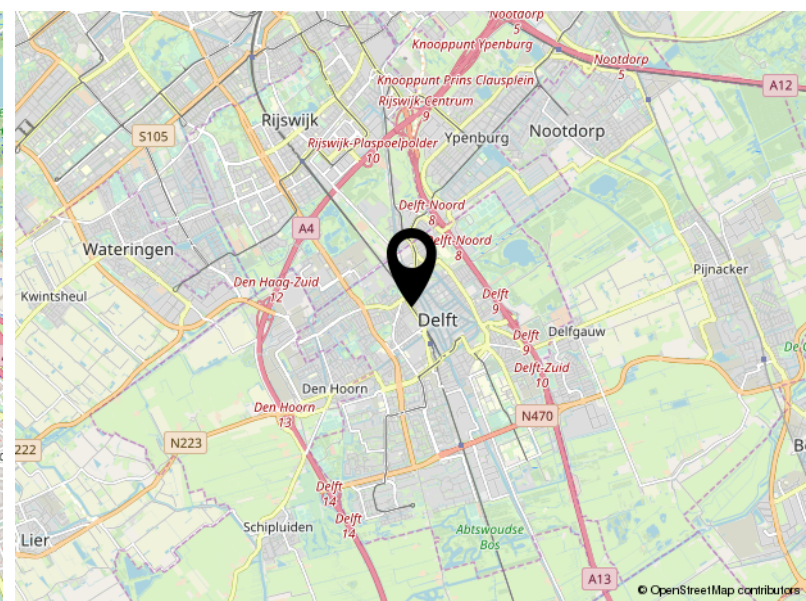 Nootdorp
5
Knooppunt Ypenburg
Nootdorp
5
Knooppunt Prins Clausplein
A12
Rijswijk-Centrum
9
Rijswijk
S105
Ypenburg
Nootdorp
Rijswijk-Plaspoelpolder
10
Delft-Noord
8
A4
Delft-Noord
8
Wateringen
Pijnacker
Den Haag-Zuid
12
Kwintsheul
Delft
9
Delft
Delft
9
Delfgauw
Delft-Zuid
10
Den Hoorn
Den Hoorn
13
N470
222
N223
Delft
14
Delft
14
Schipluiden
Abtswoudse
Bos
Lier
A13
© OpenStreetMap contributors